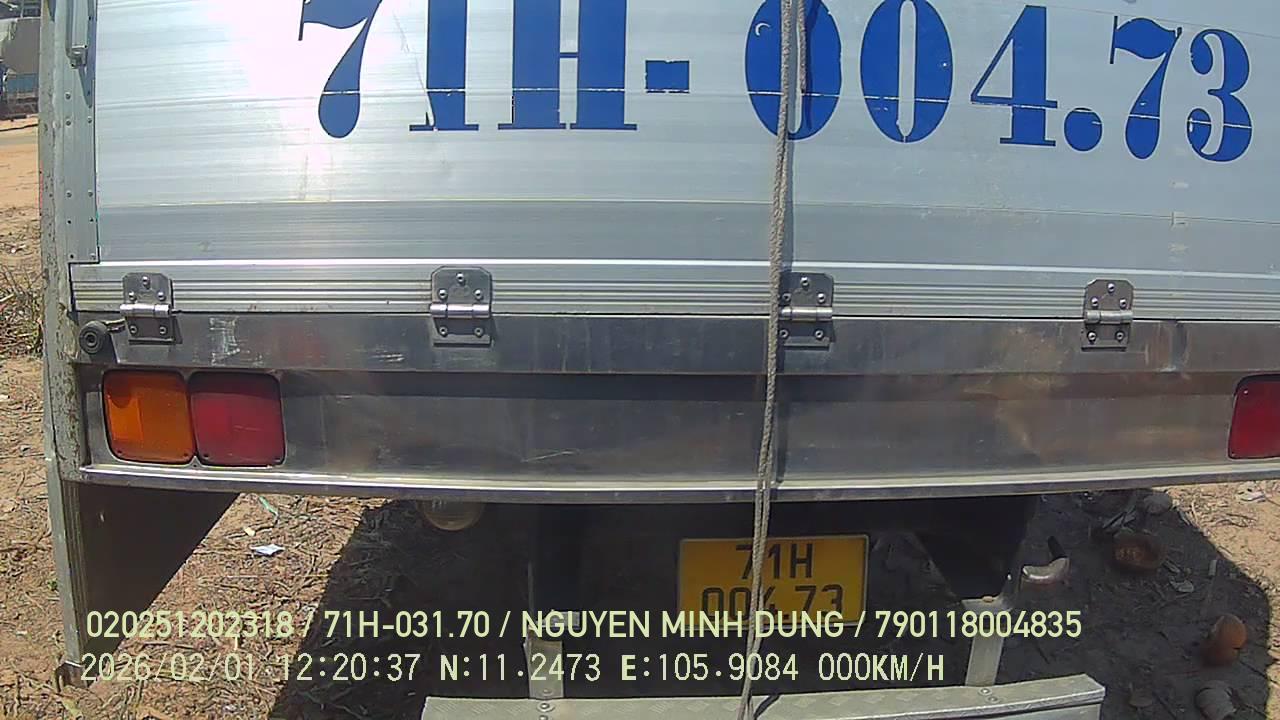 71H-004.73
71H
004.73
020251202318 / 71H-031.70 / NGUYEN MINH DUNG / 790118004835
2026/02/01 12:20:37 N:11.2473 E:105.9084 000KM/H